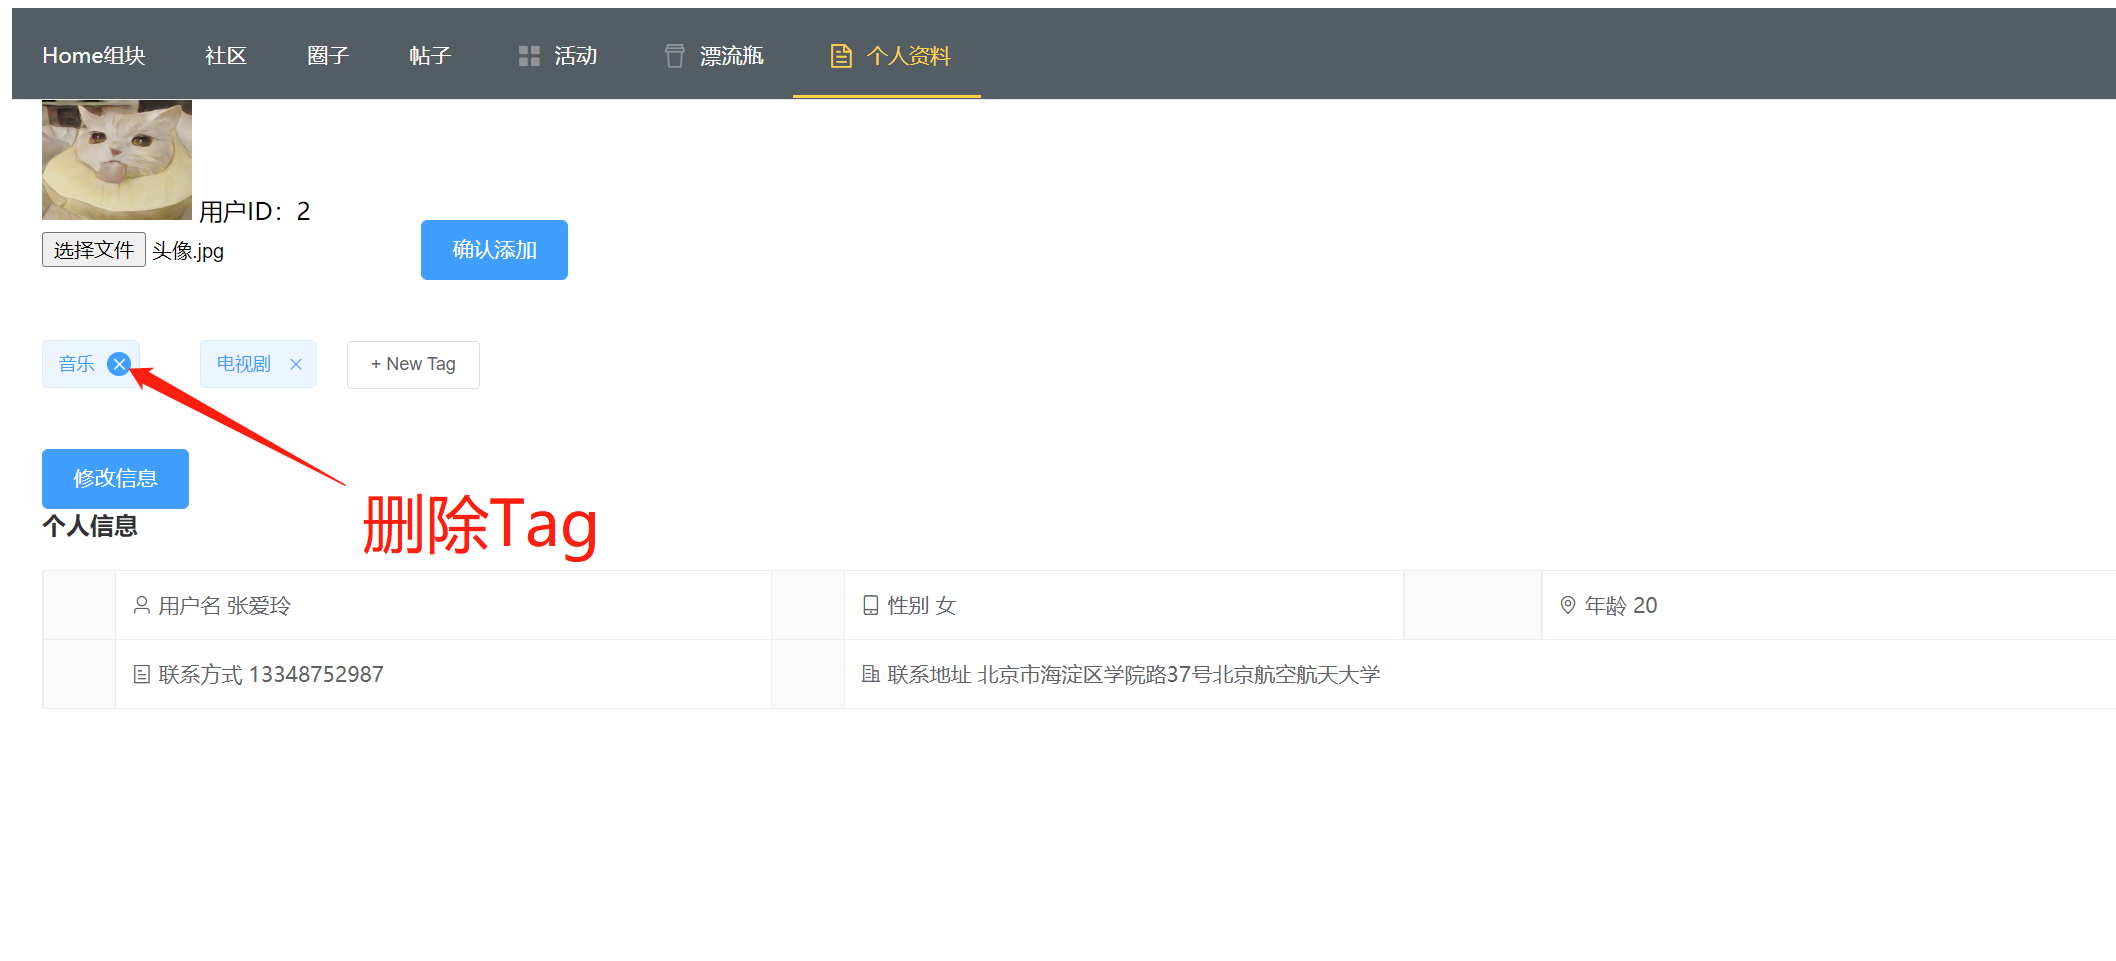 Home组块 社区 圈子 帖子 活动 漂流瓶 个人资料
用户ID：2
选择文件 头像.jpg
确认添加
音乐 电视剧 + New Tag
修改信息
删除Tag
个人信息
用户名 张爱玲 性别 女 年龄 20
联系方式 13348752987 联系地址 北京市海淀区学院路37号北京航空航天大学